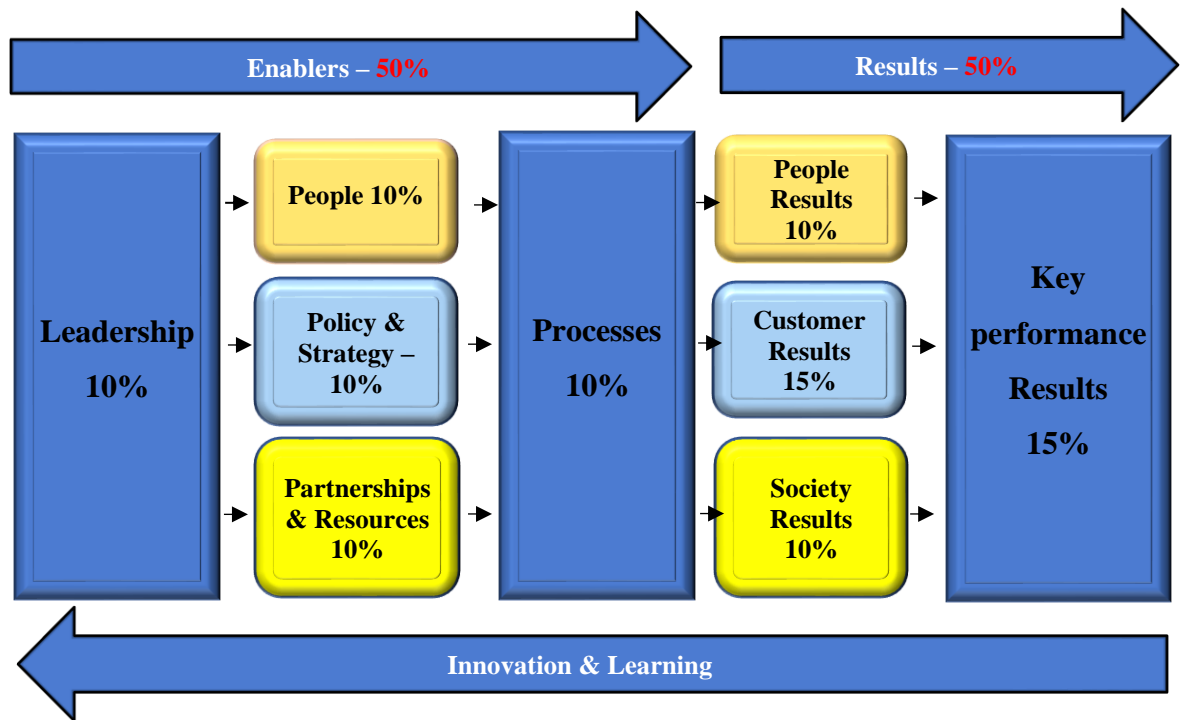 Enablers – 50%
Results – 50%
Leadership
10%
People 10%
Policy &
Strategy –
10%
Partnerships
& Resources
10%
Processes
10%
People
Results
10%
Customer
Results
15%
Society
Results
10%
Key
performance
Results
15%
Innovation & Learning